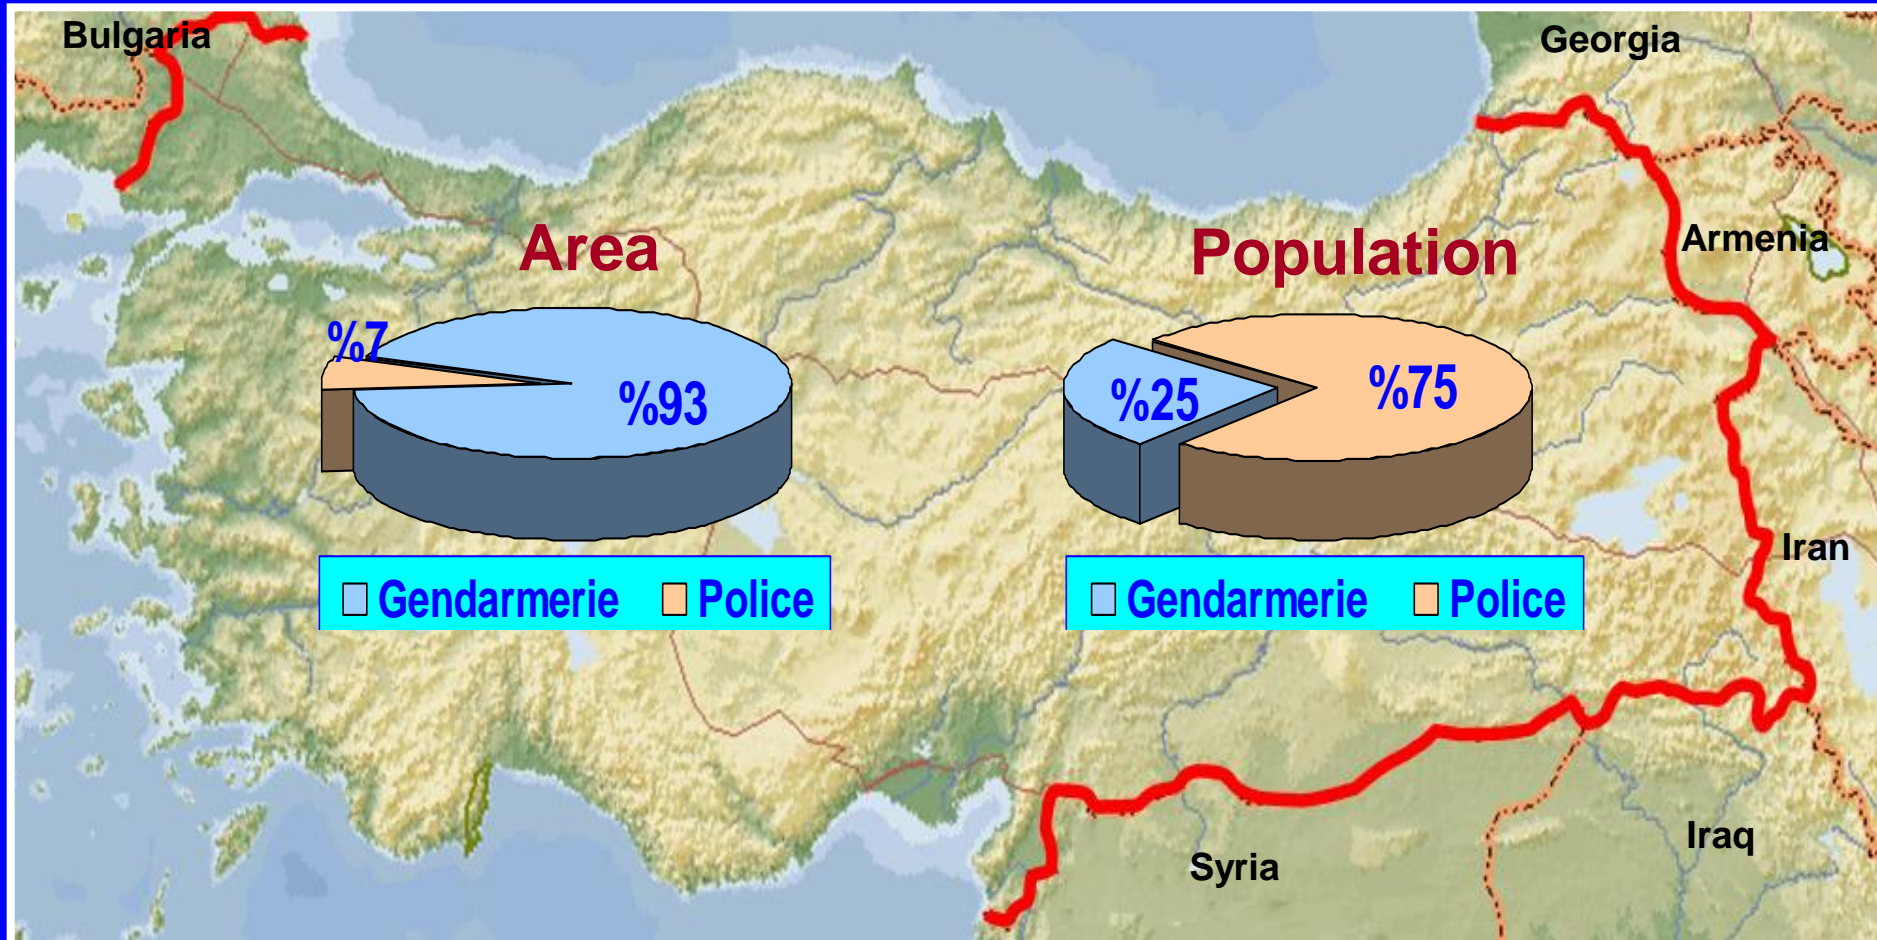 Bulgaria
Georgia
Armenia
Area
Population
%7
%93
%25
%75
Iran
Gendarmerie Police
Gendarmerie Police
Iraq
Syria